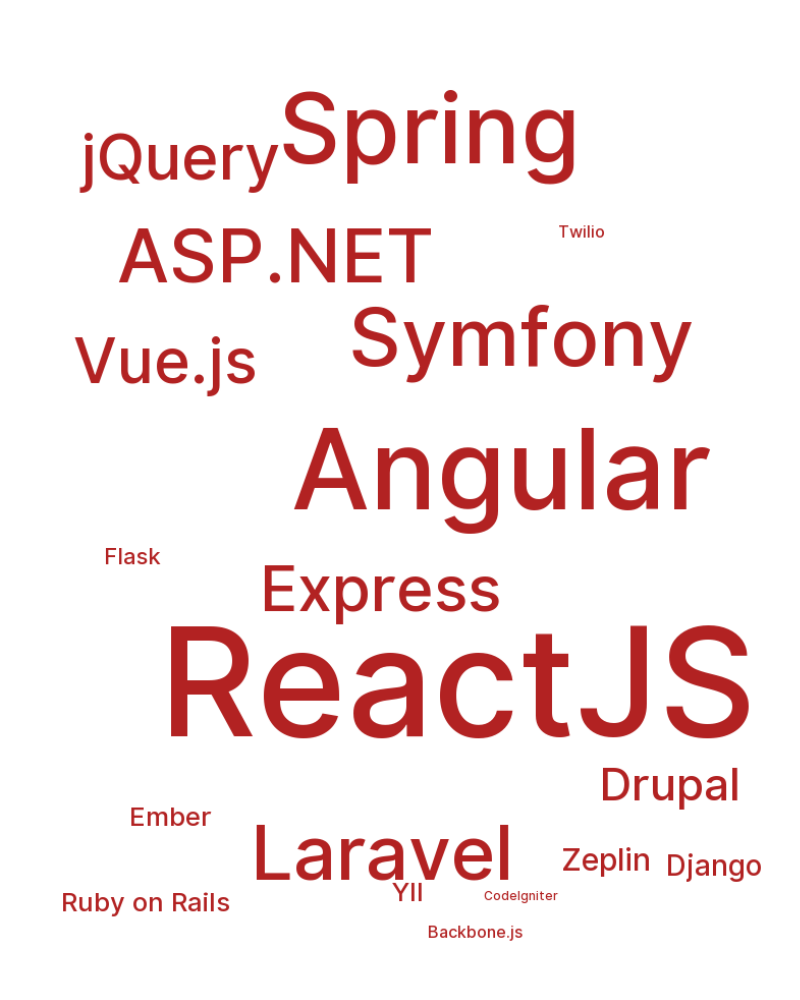 Spring
jQuery
ASP.NET
Twilio
Symfony
Vue.js
Angular
Flask
Express
ReactJS
Drupal
Ember
Laravel
Zeplin
Django
YII
CodeIgniter
Ruby on Rails
Backbone.js